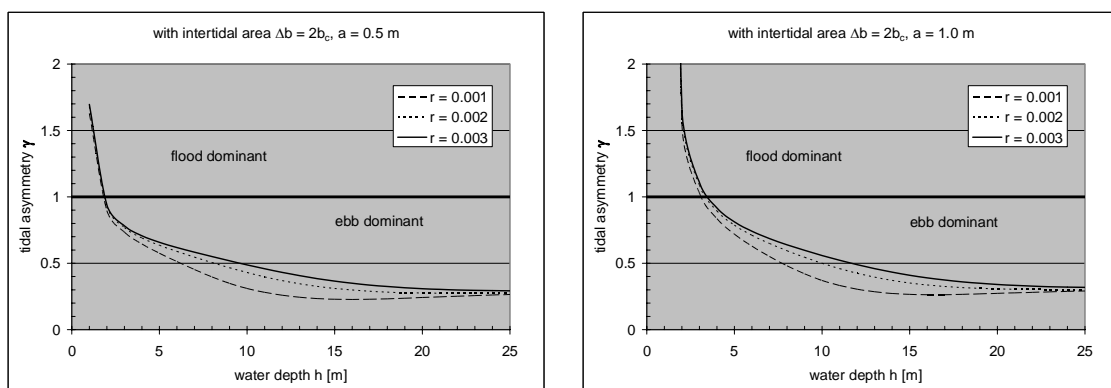 with intertidal area Δb = 2bc, a = 0.5 m
tidal asymmetry γ
2
1.5
1
0.5
0
r = 0.001
r = 0.002
r = 0.003
flood dominant
ebb dominant
0 5 10 15 20 25
water depth h [m]
with intertidal area Δb = 2bc, a = 1.0 m
tidal asymmetry γ
2
1.5
1
0.5
0
r = 0.001
r = 0.002
r = 0.003
flood dominant
ebb dominant
0 5 10 15 20 25
water depth h [m]